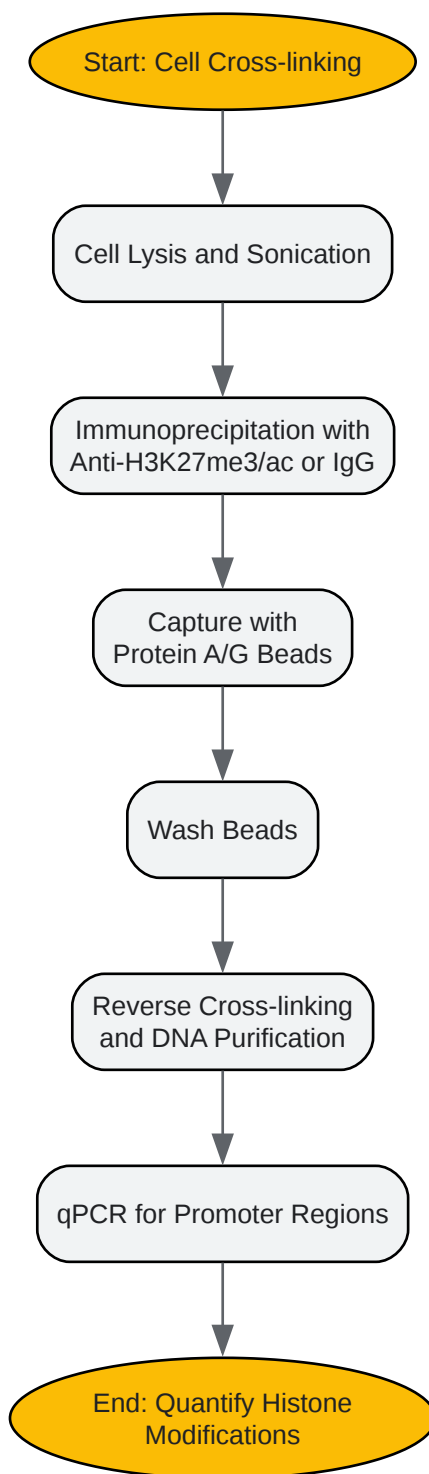 Start: Cell Cross-linking
Cell Lysis and Sonication
Immunoprecipitation with
Anti-H3K27me3/ac or IgG
Capture with
Protein A/G Beads
Wash Beads
Reverse Cross-linking
and DNA Purification
qPCR for Promoter Regions
End: Quantify Histone
Modifications